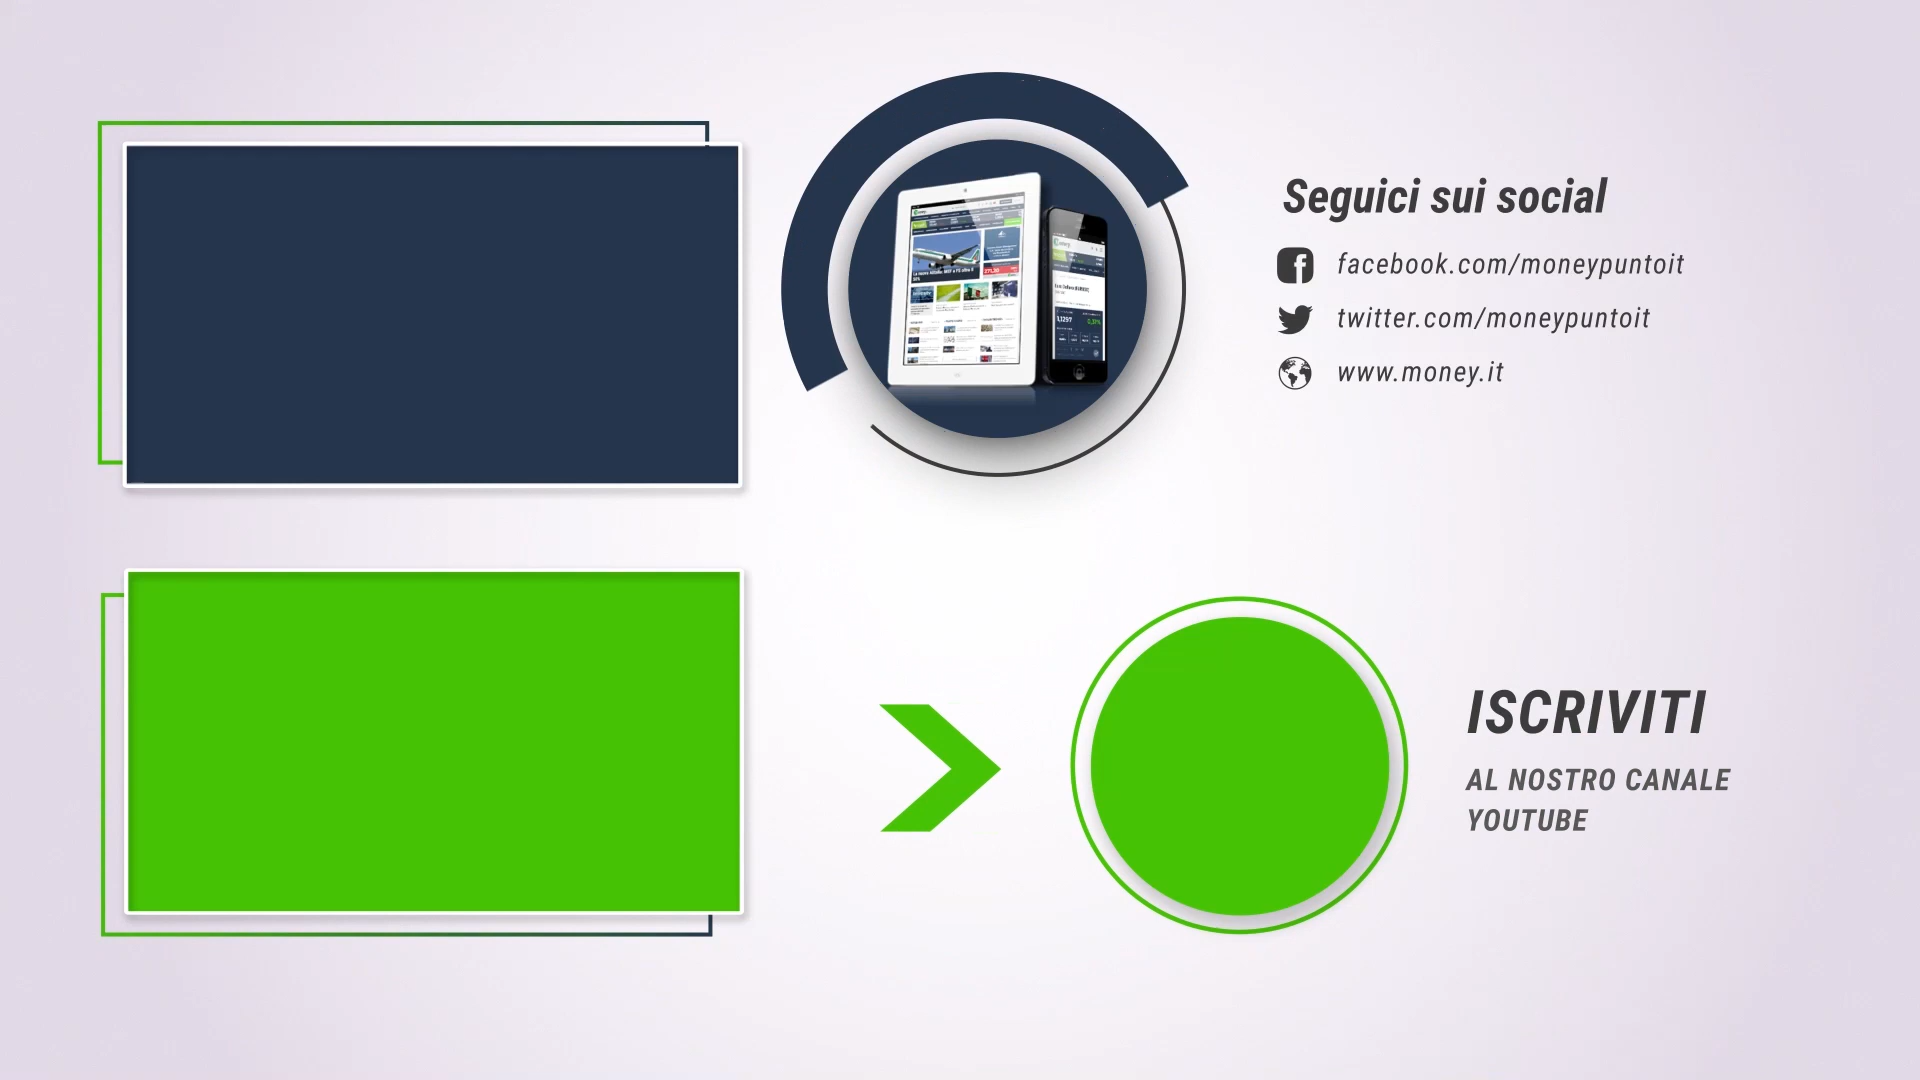 Seguici sui social
facebook.com/moneypuntoit
twitter.com/moneypuntoit
www.money.it
ISCRIVITI
AL NOSTRO CANALE
YOUTUBE